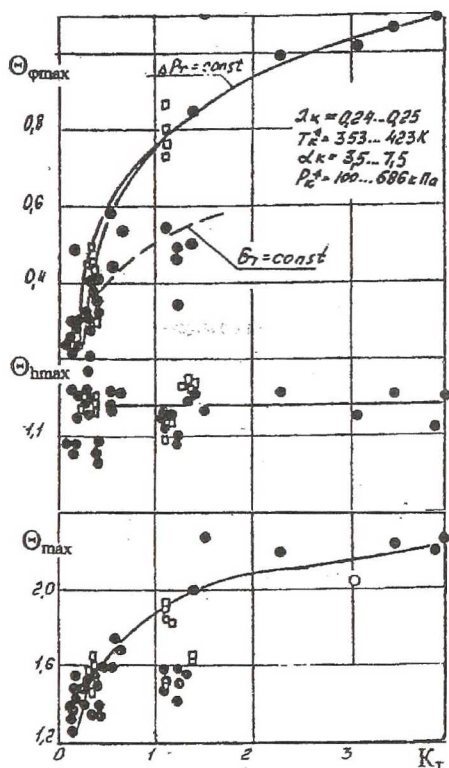 Θφmax
ΔPт=const
λк=0,24...0,25
Tк*=353...423К
αк=3,5...7,5
Pк*=100...686кПа
0,8
0,6
Gт=const
0,4
Θhmax
1,1
Θmax
2,0
1,6
1,2
0
1
2
3
Kт